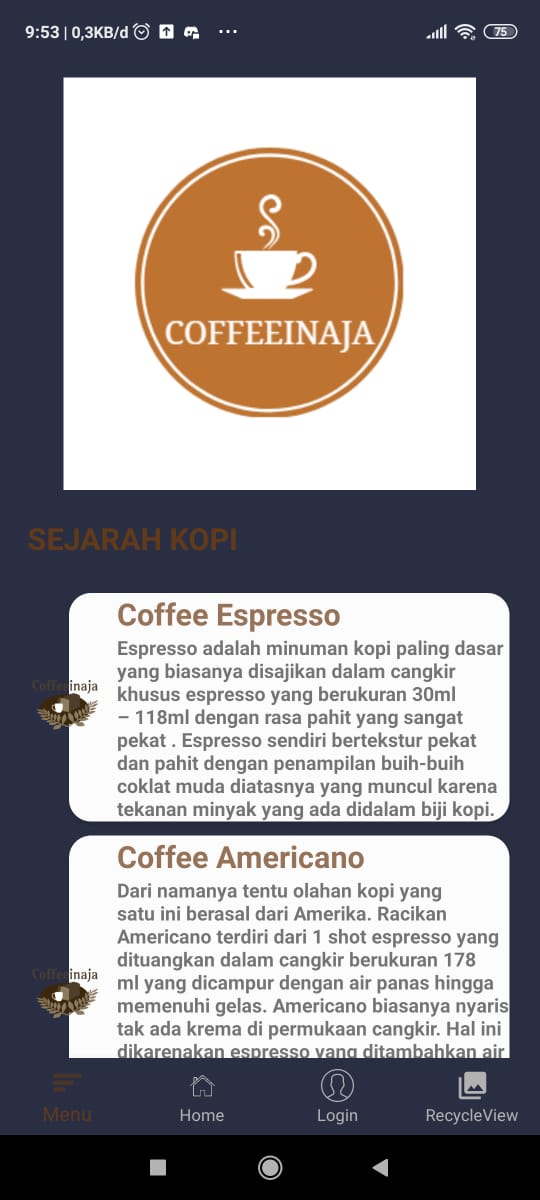 9:53 | 0,3KB/d
75
COFFEEINAJA
SEJARAH KOPI
Coffeeinaja
Coffee Espresso
Espresso adalah minuman kopi paling dasar
yang biasanya disajikan dalam cangkir
khusus espresso yang berukuran 30ml
– 118ml dengan rasa pahit yang sangat
pekat . Espresso sendiri bertekstur pekat
dan pahit dengan penampilan buih-buih
coklat muda diatasnya yang muncul karena
tekanan minyak yang ada didalam biji kopi.
Coffeeinaja
Coffee Americano
Dari namanya tentu olahan kopi yang
satu ini berasal dari Amerika. Racikan
Americano terdiri dari 1 shot espresso yang
dituangkan dalam cangkir berukuran 178
ml yang dicampur dengan air panas hingga
memenuhi gelas. Americano biasanya nyaris
tak ada krema di permukaan cangkir. Hal ini
dikarenakan espresso yang ditambahkan air
Menu
Home
Login
RecycleView